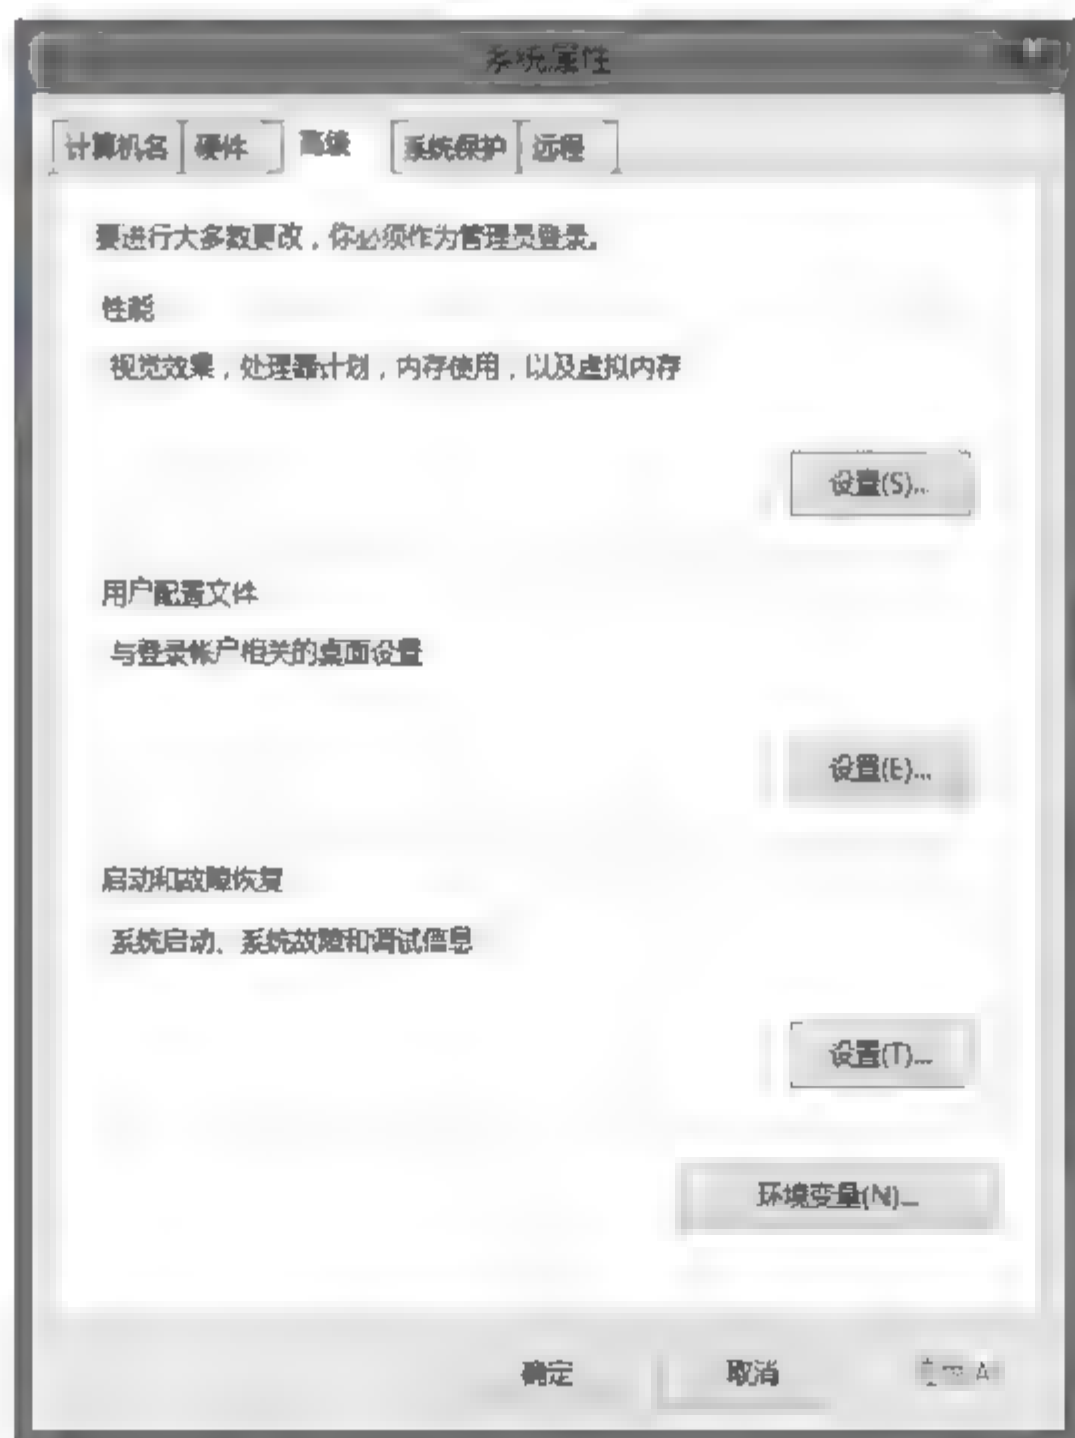 系统属性
计算机名 硬件 高级 系统保护 远程
要进行大多数更改，你必须作为管理员登录。
性能
视觉效果，处理器计划，内存使用，以及虚拟内存
设置(S)...
用户配置文件
与登录帐户相关的桌面设置
设置(E)...
启动和故障恢复
系统启动、系统故障和调试信息
设置(T)...
环境变量(N)...
确定 取消